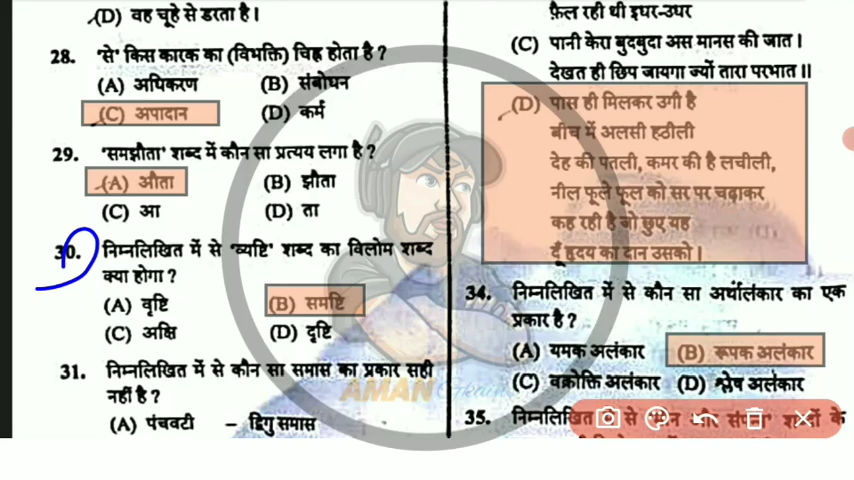 (D) वह चूहे से डरता है।
28. 'से' किस कारक का (विभक्ति) चिह्न होता है ?
(A) अधिकरण (B) संबोधन
(C) अपादान (D) कर्म
29. 'समझौता' शब्द में कौन सा प्रत्यय लगा है ?
(A) औता (B) झौता
(C) आ (D) ता
30. निम्नलिखित में से 'व्यष्टि' शब्द का विलोम शब्द
क्या होगा ?
(A) वृष्टि (B) समष्टि
(C) अक्षि (D) दृष्टि
31. निम्नलिखित में से कौन सा समास का प्रकार सही
नहीं है ?
(A) पंचवटी – द्विगु समास
फ़ैल रही थी इधर-उधर
(C) पानी केरा बुदबुदा अस मानस की जात।
देखत ही छिप जायगा ज्यों तारा परभात॥
(D) पास ही मिलकर उगी है
बीच में अलसी हठीली
देह की पतली, कमर की है लचीली,
नील फूले फूल को सर पर चढ़ाकर
कह रही है जो छुए यह
दूँ हृदय का दान उसको।
34. निम्नलिखित में से कौन सा अर्थालंकार का एक
प्रकार है ?
(A) यमक अलंकार (B) रूपक अलंकार
(C) वक्रोक्ति अलंकार (D) श्लेष अलंकार
35. निम्नलिखित में से और शब्दों के
AMAN